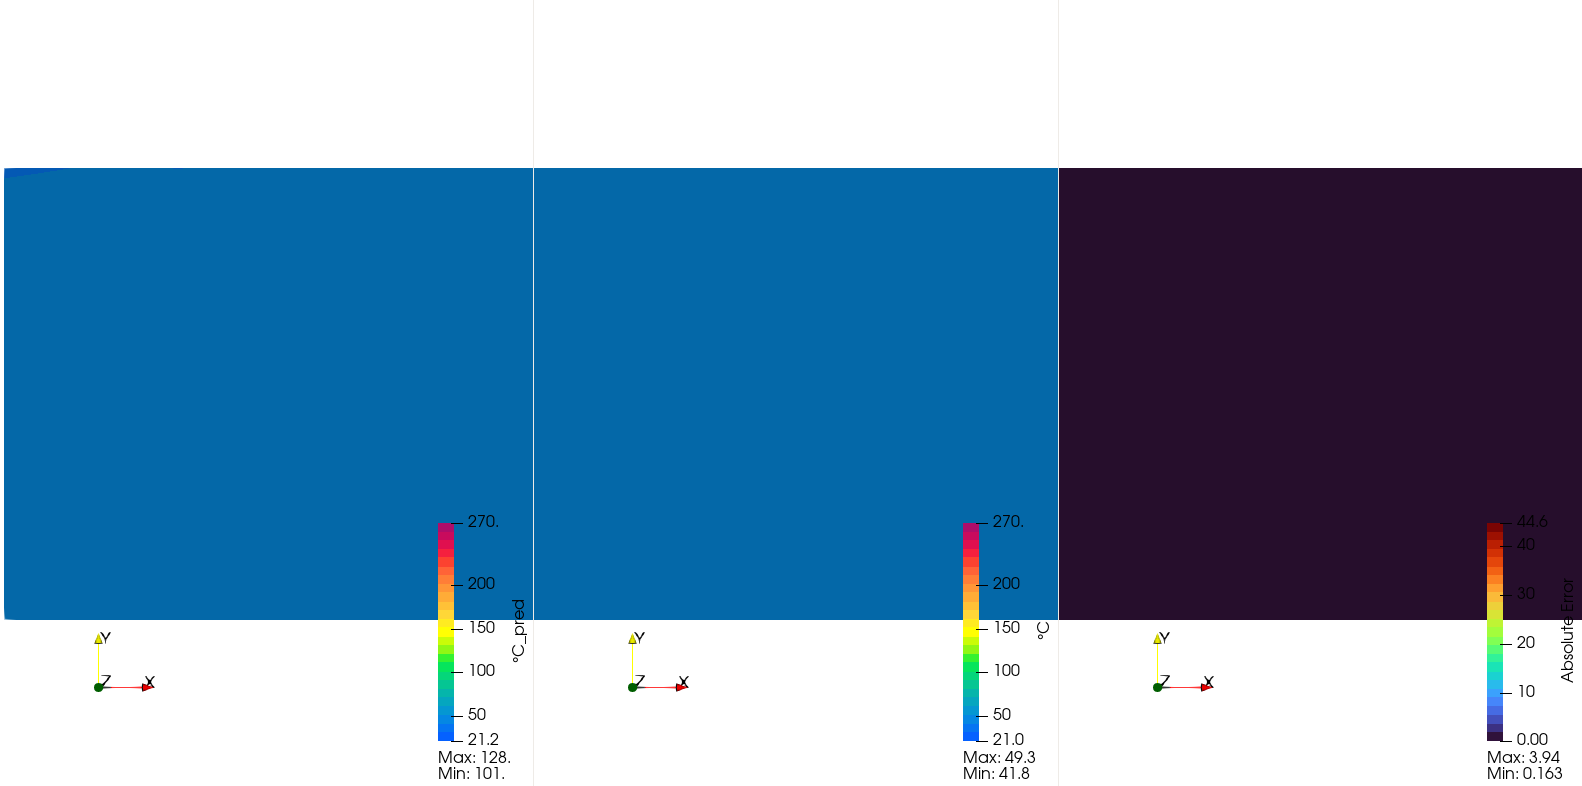 270.
200
150
100
50
21.2
°C_pred
Max: 128.
Min: 101.
Y
Z
X
270.
200
150
100
50
21.0
°C
Max: 49.3
Min: 41.8
Y
Z
X
44.6
40
30
20
10
0.00
Absolute Error
Max: 3.94
Min: 0.163
Y
Z
X